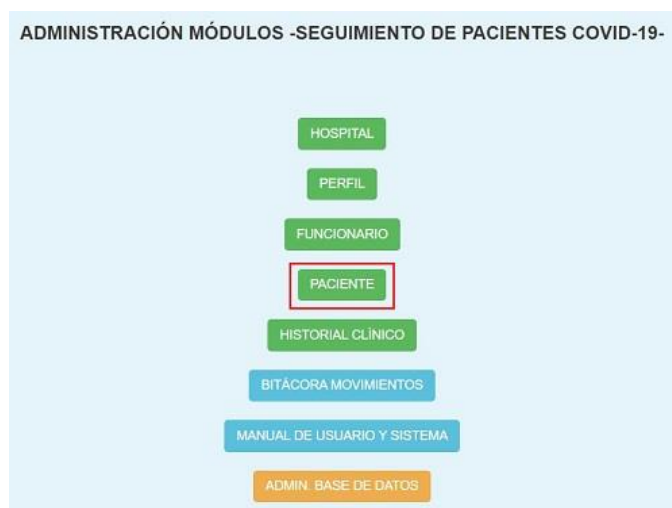 ADMINISTRACIÓN MÓDULOS -SEGUIMIENTO DE PACIENTES COVID-19-
HOSPITAL
PERFIL
FUNCIONARIO
PACIENTE
HISTORIAL CLÍNICO
BITÁCORA MOVIMIENTOS
MANUAL DE USUARIO Y SISTEMA
ADMIN. BASE DE DATOS